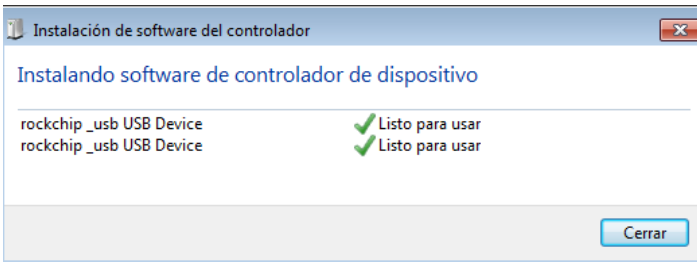 Instalación de software del controlador
Instalando software de controlador de dispositivo
rockchip _usb USB Device Listo para usar
rockchip _usb USB Device Listo para usar
Cerrar